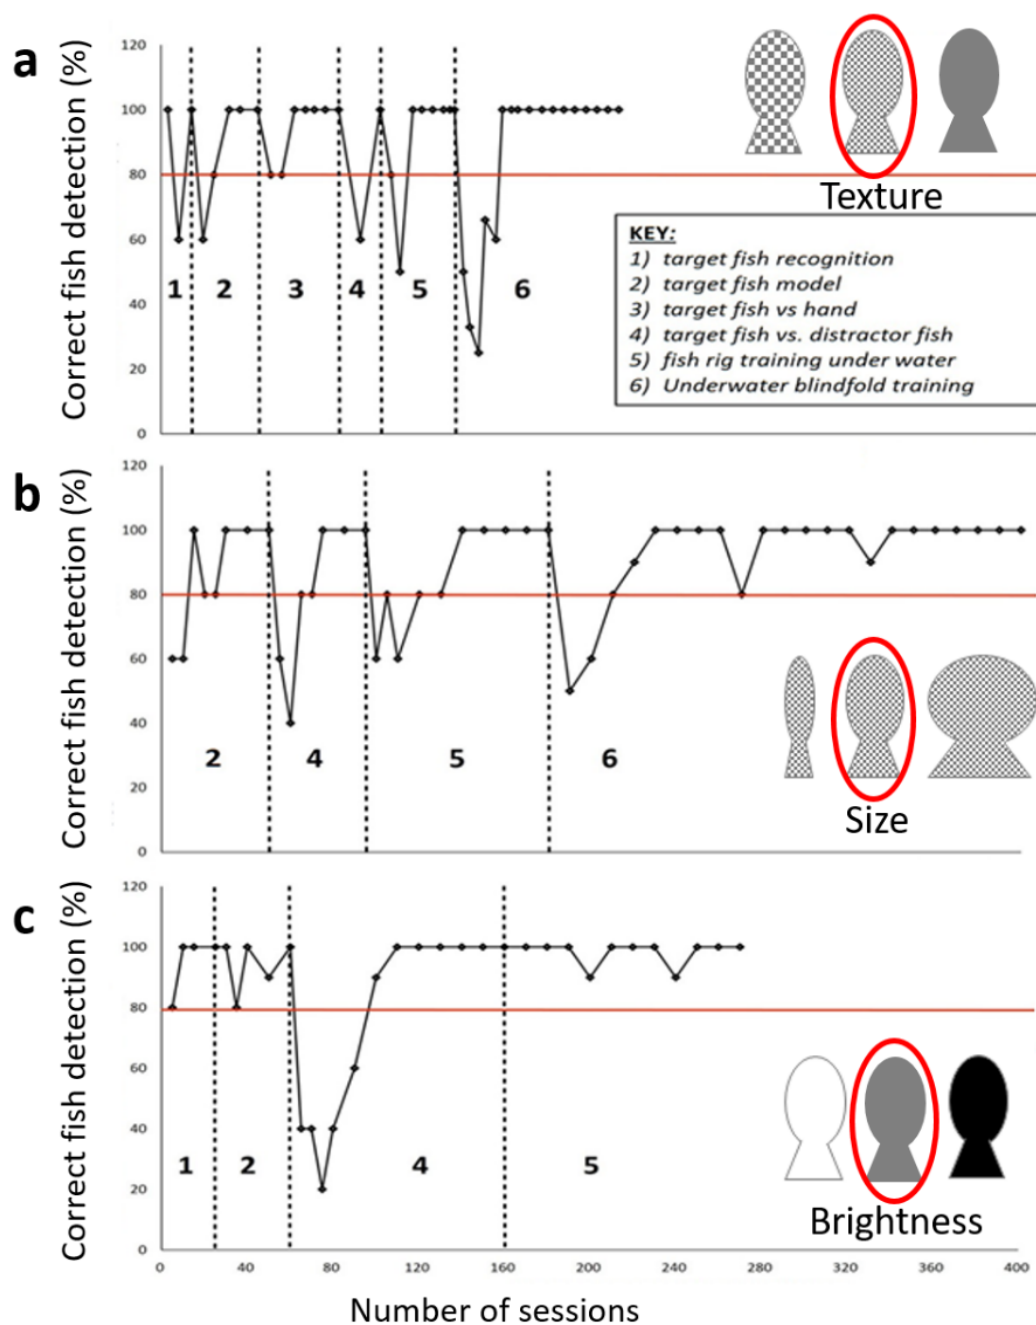 a
Correct fish detection (%)
120
100
80
60
40
20
0
1 2 3 4 5 6
Texture
KEY:
1) target fish recognition
2) target fish model
3) target fish vs hand
4) target fish vs. distractor fish
5) fish rig training under water
6) Underwater blindfold training
b
Correct fish detection (%)
120
100
80
60
40
20
0
2 4 5 6
Size
c
Correct fish detection (%)
120
100
80
60
40
20
0
1 2 4 5
Brightness
0 40 80 120 160 200 240 280 320 360 400
Number of sessions